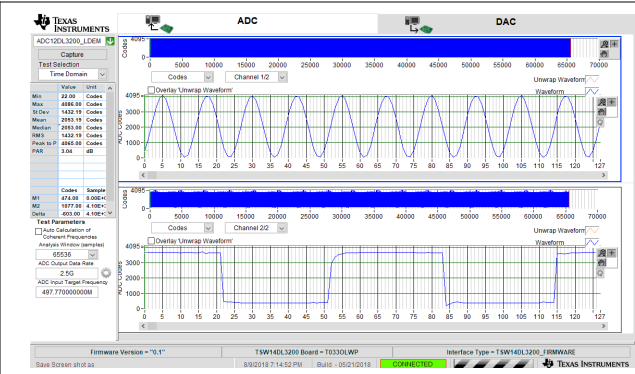 TEXAS INSTRUMENTS
ADC
DAC
ADC12DL3200_LDEM
Capture
Test Selection
Time Domain
Value Unit
Min 22.00 Codes
Max 4086.00 Codes
St Dev 1432.19 Codes
Mean 2053.19 Codes
Median 2053.00 Codes
RMS 1432.19 Codes
Peak to P 4065.00 Codes
PAR 3.04 dB
Codes Sample
M1 474.00 0.00E+
M2 1077.00 4.10E+
Delta -603.00 4.10E+
Test Parameters
Auto Calculation of
Coherent Frequencies
Analysis Window (samples)
65536
ADC Output Data Rate
2.5G
ADC Input Target Frequency
497.770000000M
Codes
4095
0
0 5000 10000 15000 20000 25000 30000 35000 40000 45000 50000 55000 60000 65000 70000
Codes Channel 1/2 Unwrap Waveform
Overlay 'Unwrap Waveform' Waveform
ADC Codes
4095
3000
2000
1000
0
0 5 10 15 20 25 30 35 40 45 50 55 60 65 70 75 80 85 90 95 100 105 110 115 120 127
Codes
4095
0
0 5000 10000 15000 20000 25000 30000 35000 40000 45000 50000 55000 60000 65000 70000
Codes Channel 2/2 Unwrap Waveform
Overlay 'Unwrap Waveform' Waveform
ADC Codes
4095
3000
2000
1000
0
0 5 10 15 20 25 30 35 40 45 50 55 60 65 70 75 80 85 90 95 100 105 110 115 120 127
Firmware Version = "0.1" TSW14DL3200 Board = T033OLWP Interface Type = TSW14DL3200_FIRMWARE
Save Screen shot as 8/9/2018 7:14:52 PM Build - 05/21/2018 CONNECTED TEXAS INSTRUMENTS